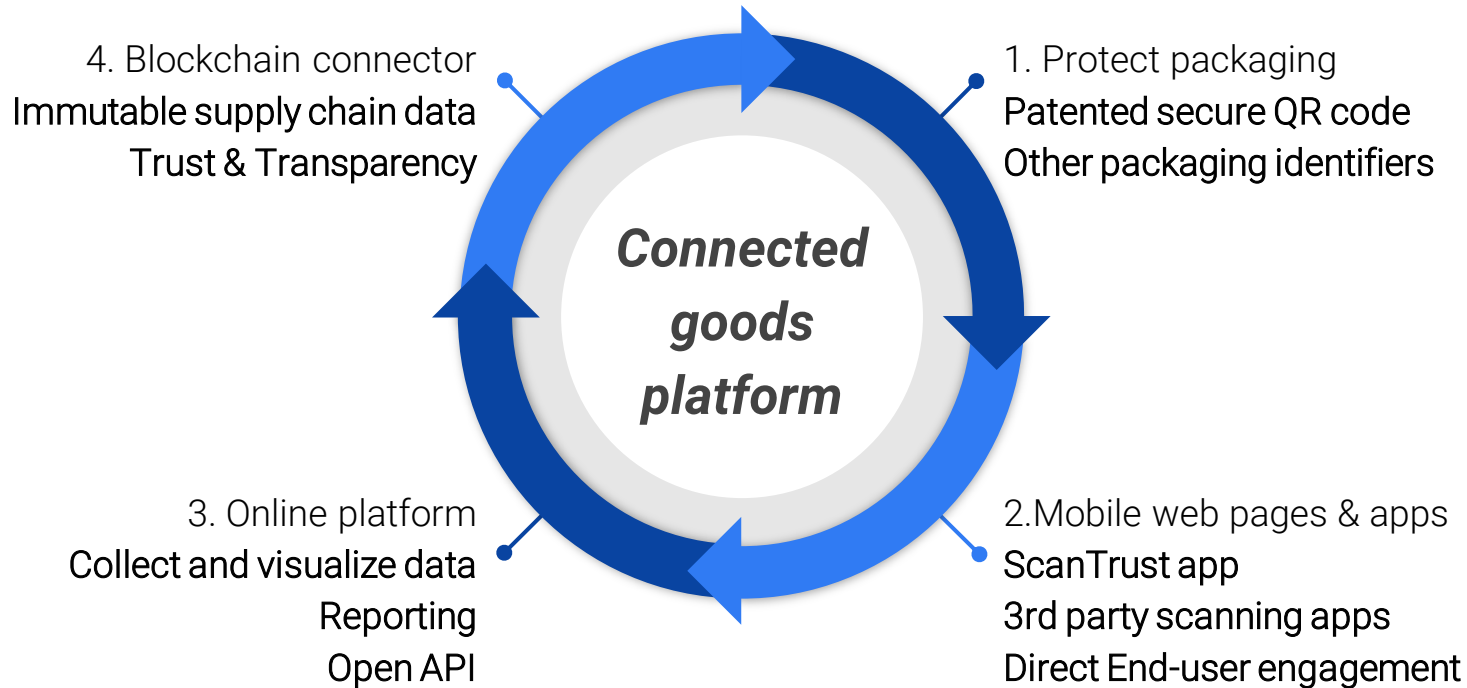 4. Blockchain connector
Immutable supply chain data
Trust & Transparency
1. Protect packaging
Patented secure QR code
Other packaging identifiers
Connected
goods
platform
3. Online platform
Collect and visualize data
Reporting
Open API
2.Mobile web pages & apps
ScanTrust app
3rd party scanning apps
Direct End-user engagement